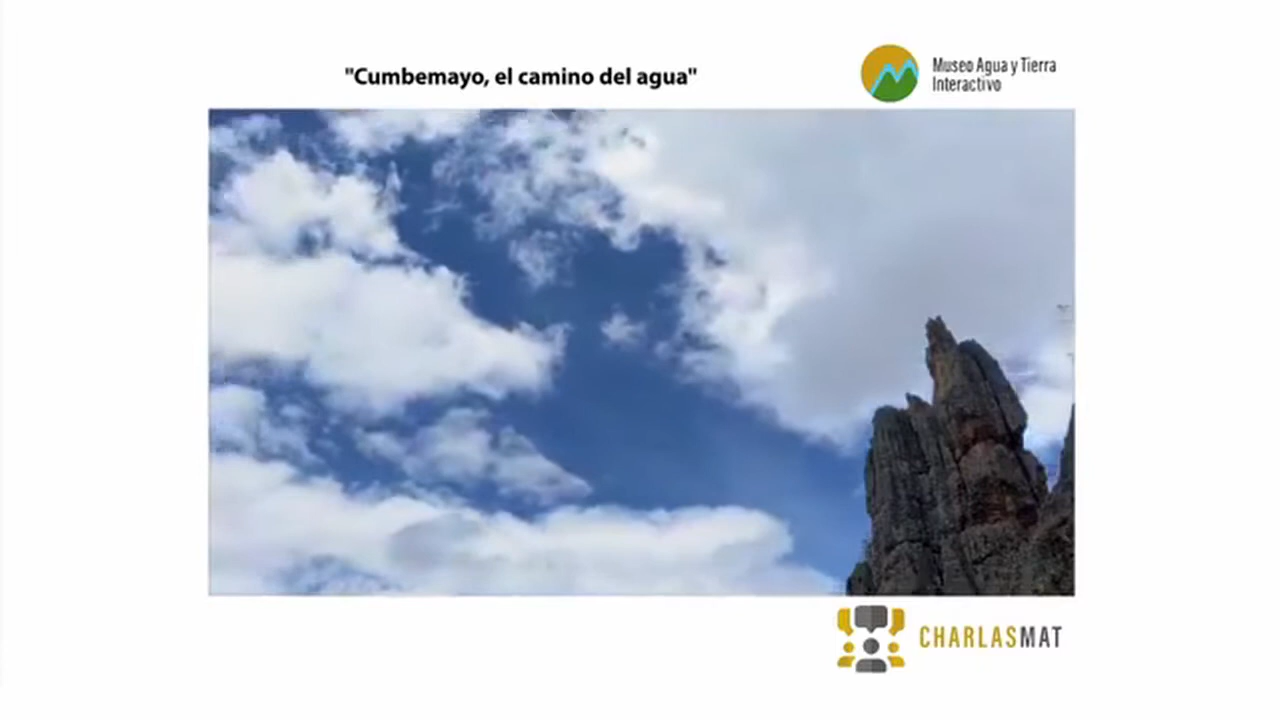 "Cumbemayo, el camino del agua"
Museo Agua y Tierra
Interactivo
CHARLASMAT